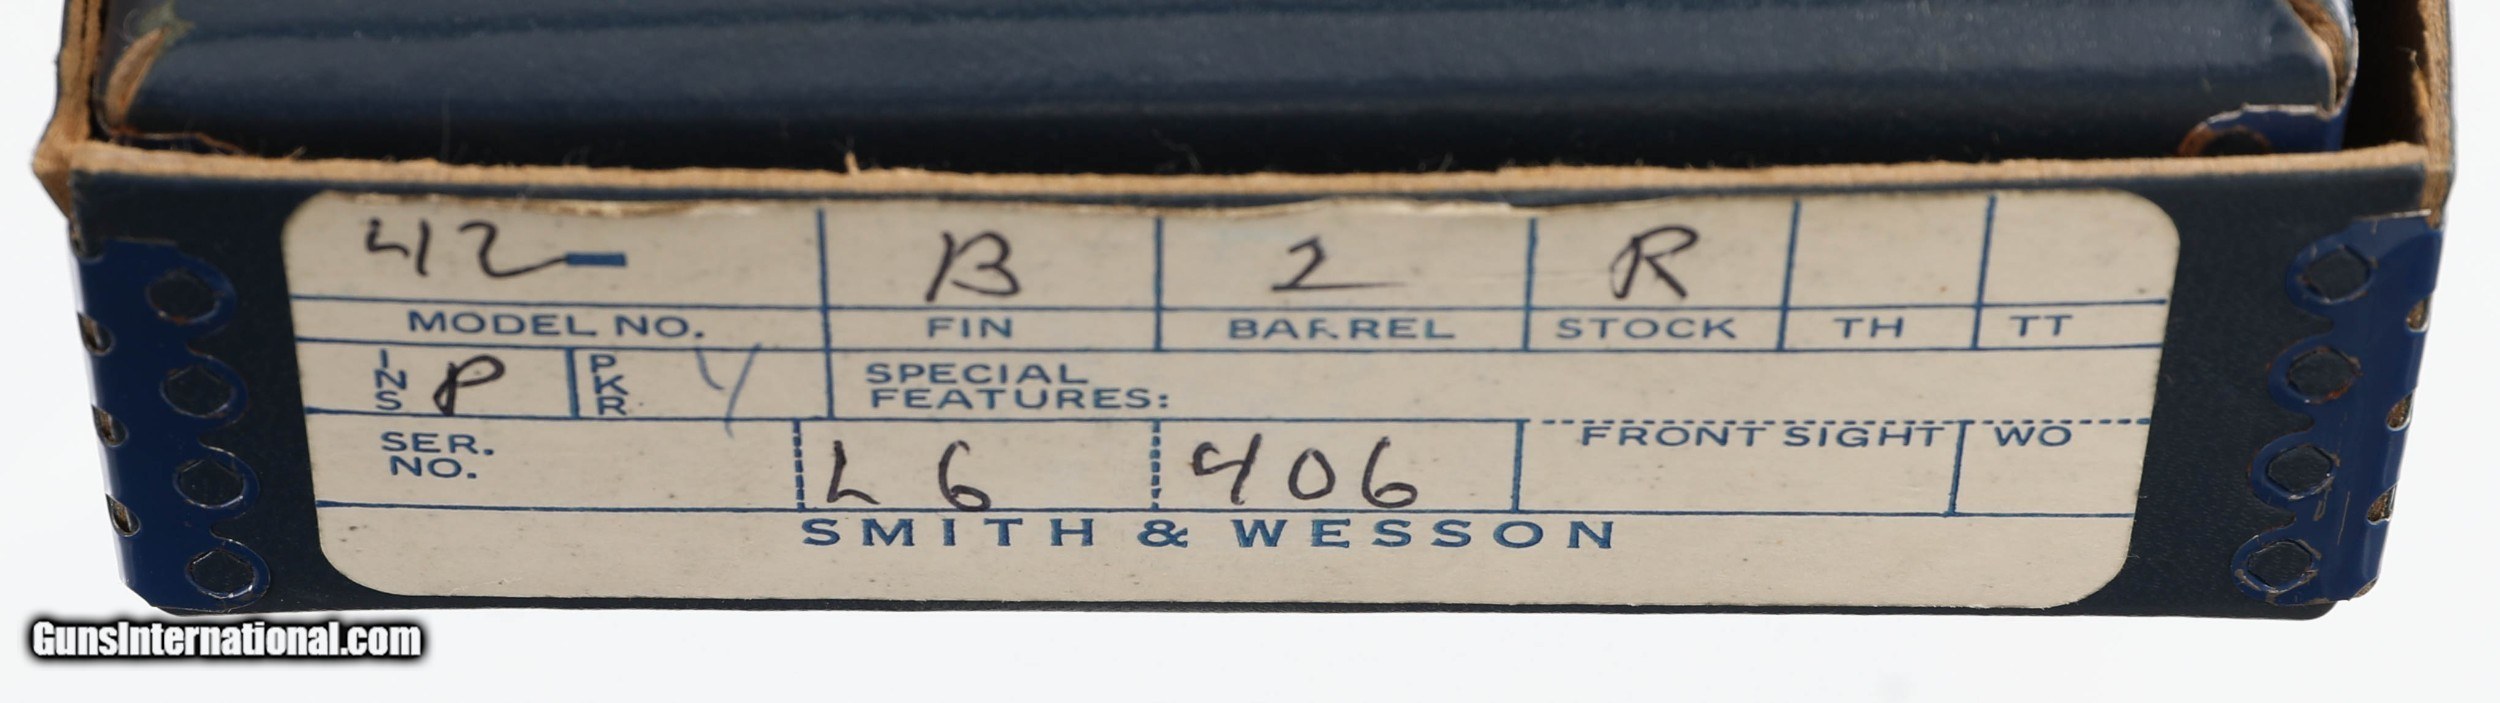 42- B 2 R
MODEL NO. FIN BARREL STOCK TH TT
INS P PKR Y SPECIAL
FEATURES:
SER.
NO. L 6 406 FRONT SIGHT WO
SMITH & WESSON
GunsInternational.com